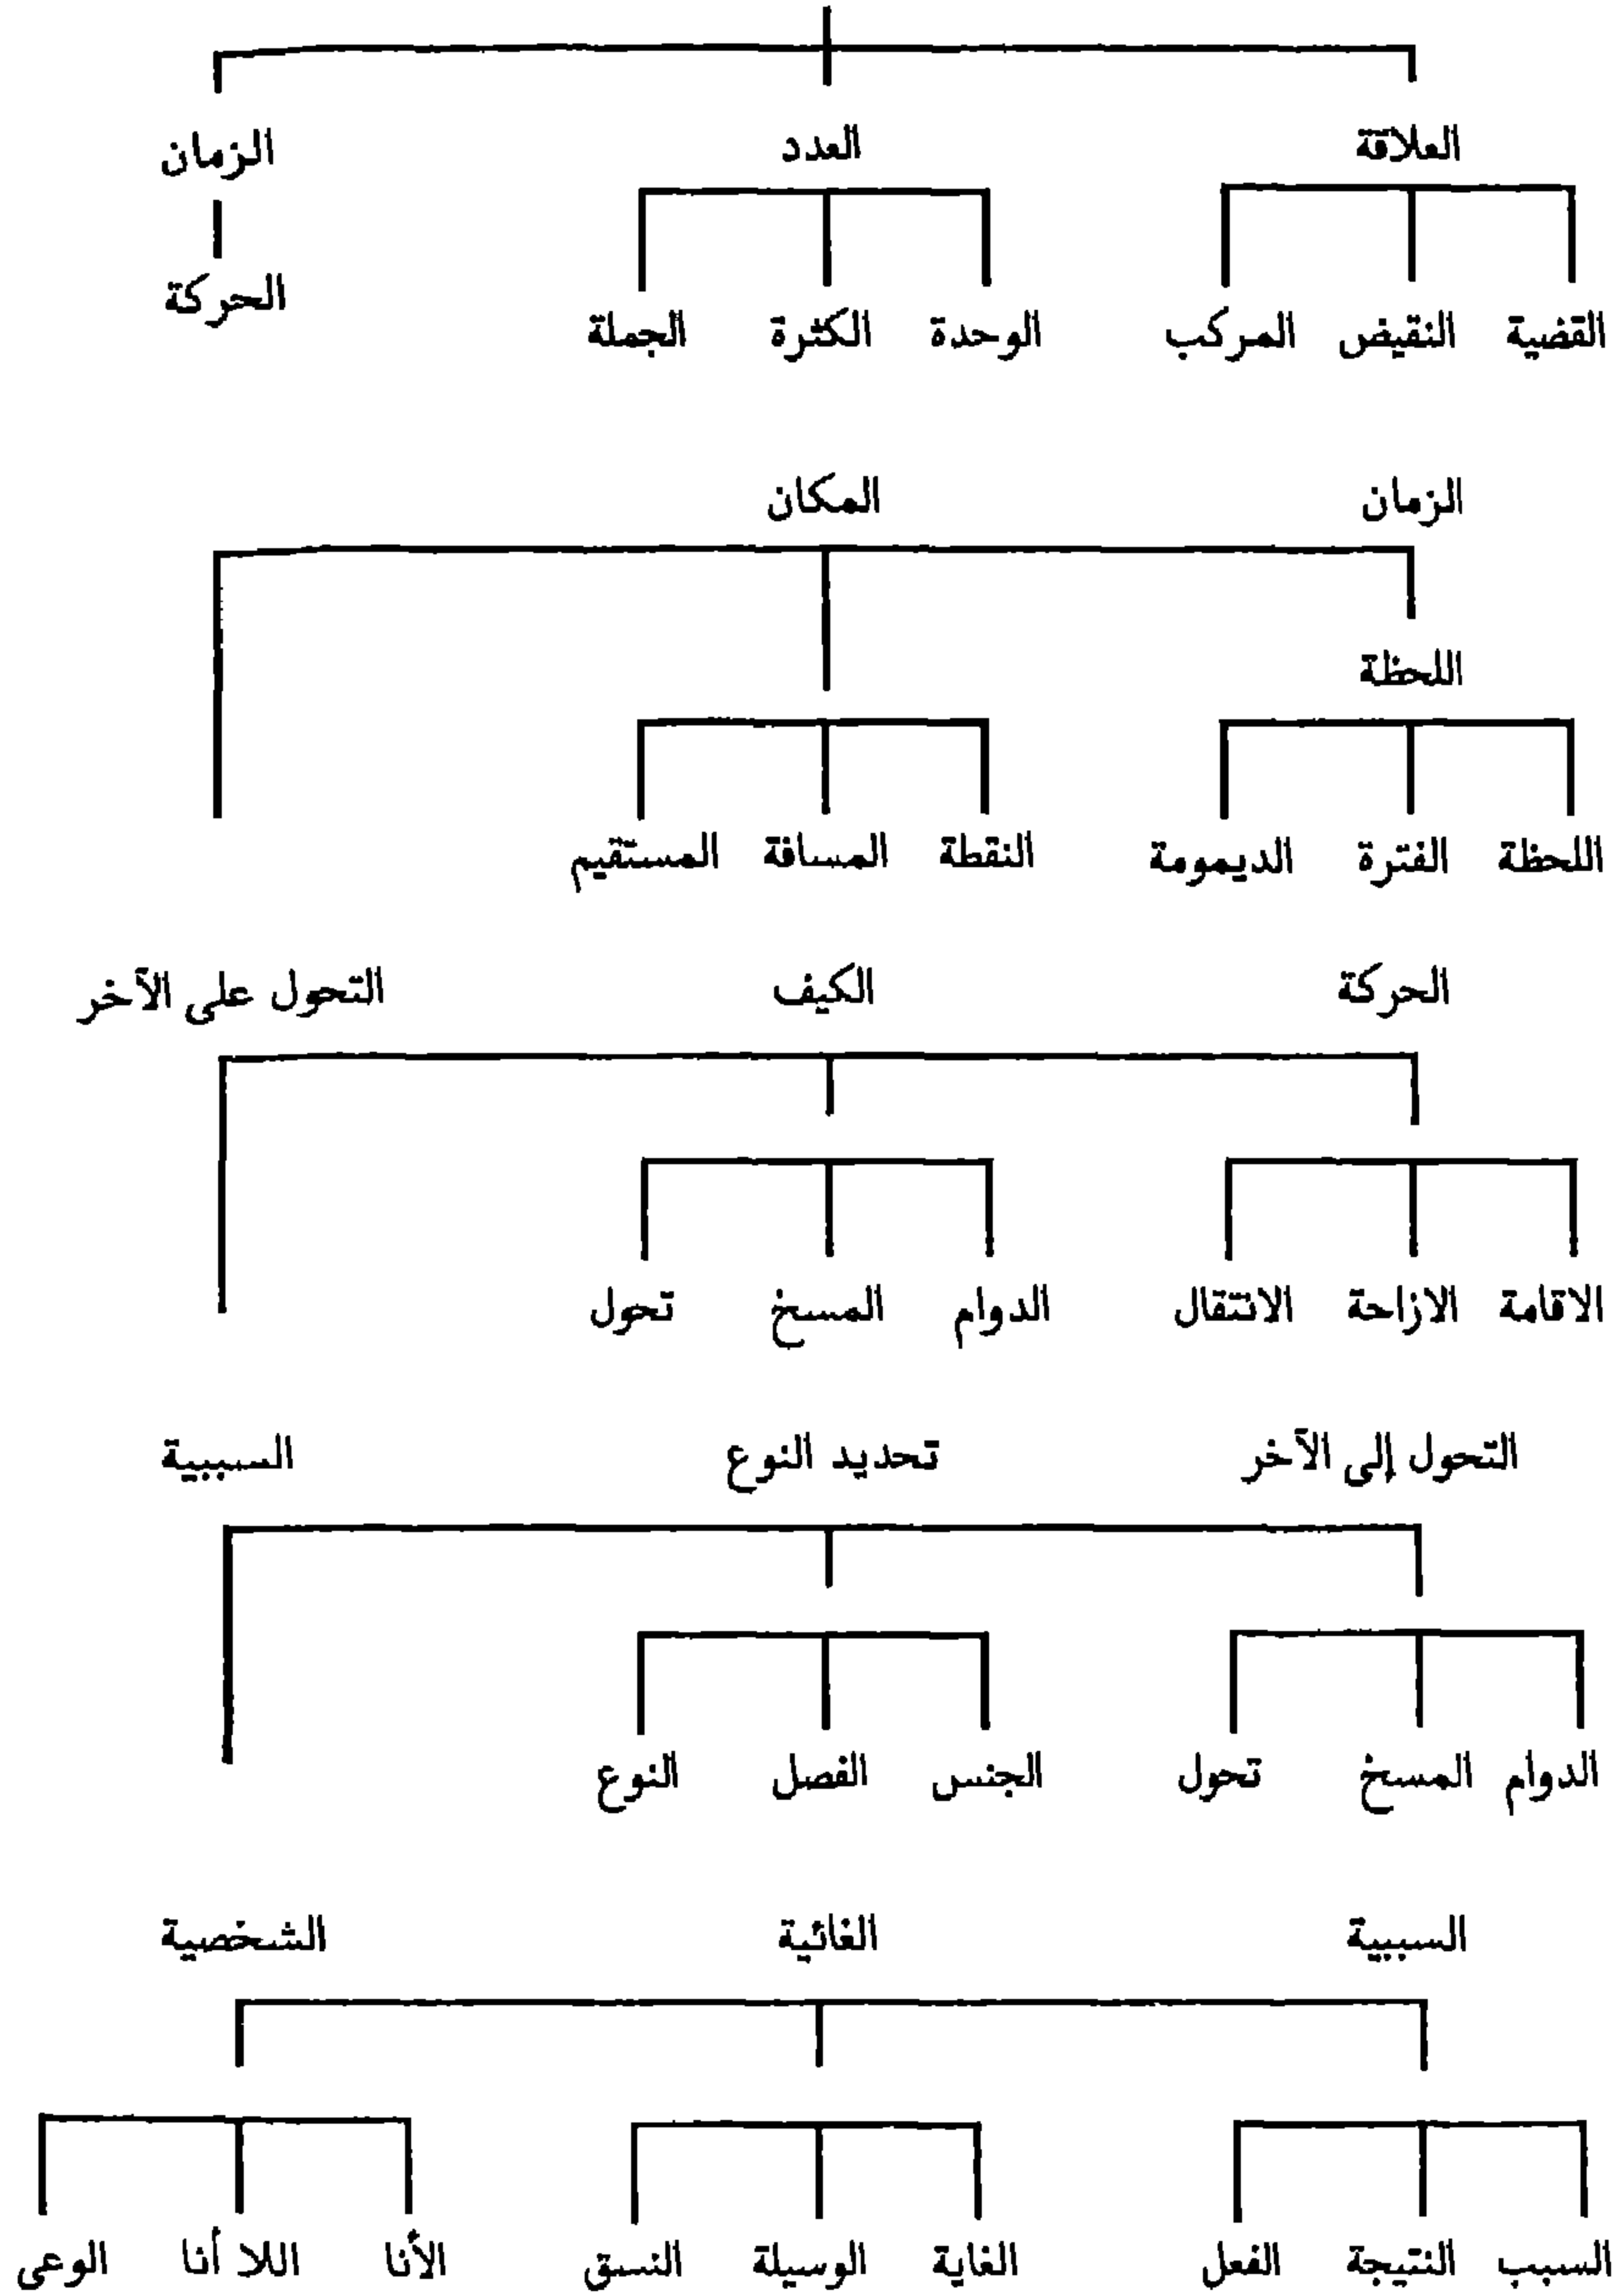 العلاقة العدد الزمان
القضية النقيض المركب الوحدة الكثرة الجملة الحركة
الزمان المكان
اللحظة
اللحظة الفترة الديمومة النقطة المسافة المستقيم
الحركة الكيف التحول على الآخر
الاقامة الازاحة الانتقال الدوام المسخ تحول
التحول إلى الآخر تحديد النوع السببية
الدوام المسخ تحول الجنس الفصل النوع
السببية الغائية الشخصية
السبب النتيجة الفعل الغاية الوسيلة النسق الأنا اللا أنا الوعى